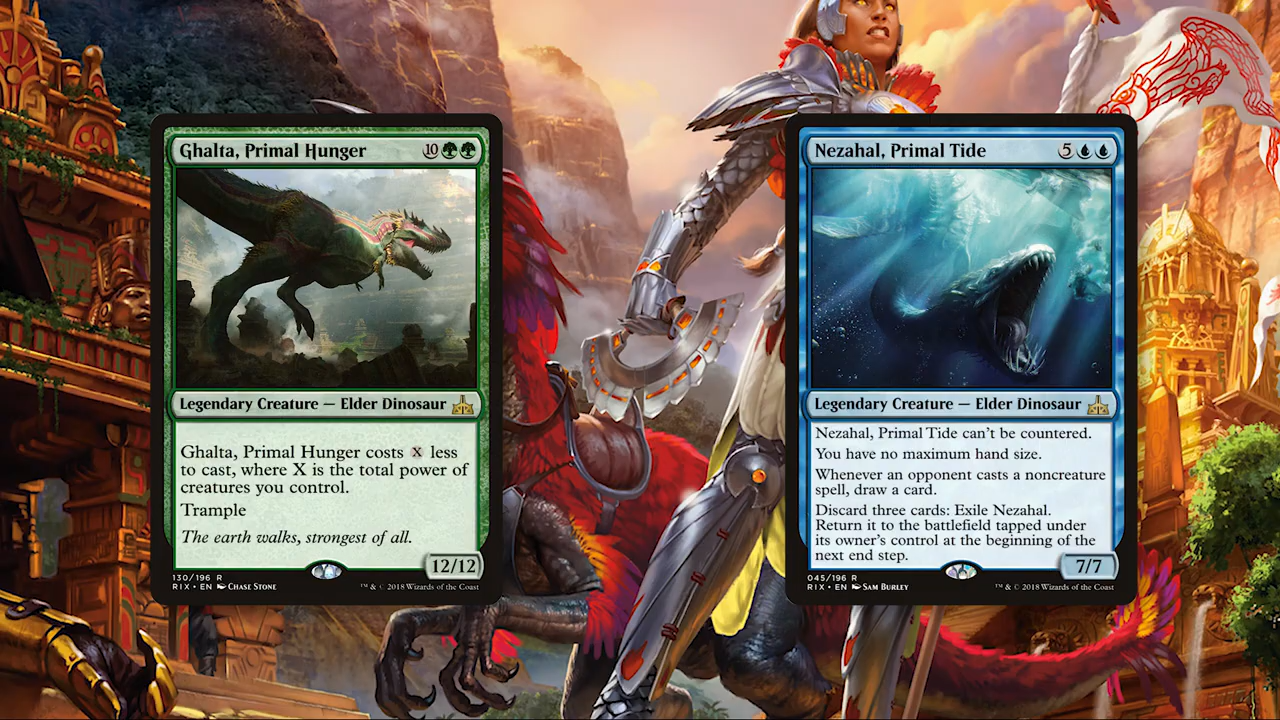 Ghalta, Primal Hunger 10
Legendary Creature — Elder Dinosaur
Ghalta, Primal Hunger costs X less
to cast, where X is the total power of
creatures you control.
Trample
The earth walks, strongest of all.
12/12
130/196 R
RIX • EN Chase Stone ™ & © 2018 Wizards of the Coast
Nezahal, Primal Tide 5
Legendary Creature — Elder Dinosaur
Nezahal, Primal Tide can't be countered.
You have no maximum hand size.
Whenever an opponent casts a noncreature
spell, draw a card.
Discard three cards: Exile Nezahal.
Return it to the battlefield tapped under
its owner's control at the beginning of the
next end step.
7/7
045/196 R
RIX • EN Sam Burley ™ & © 2018 Wizards of the Coast